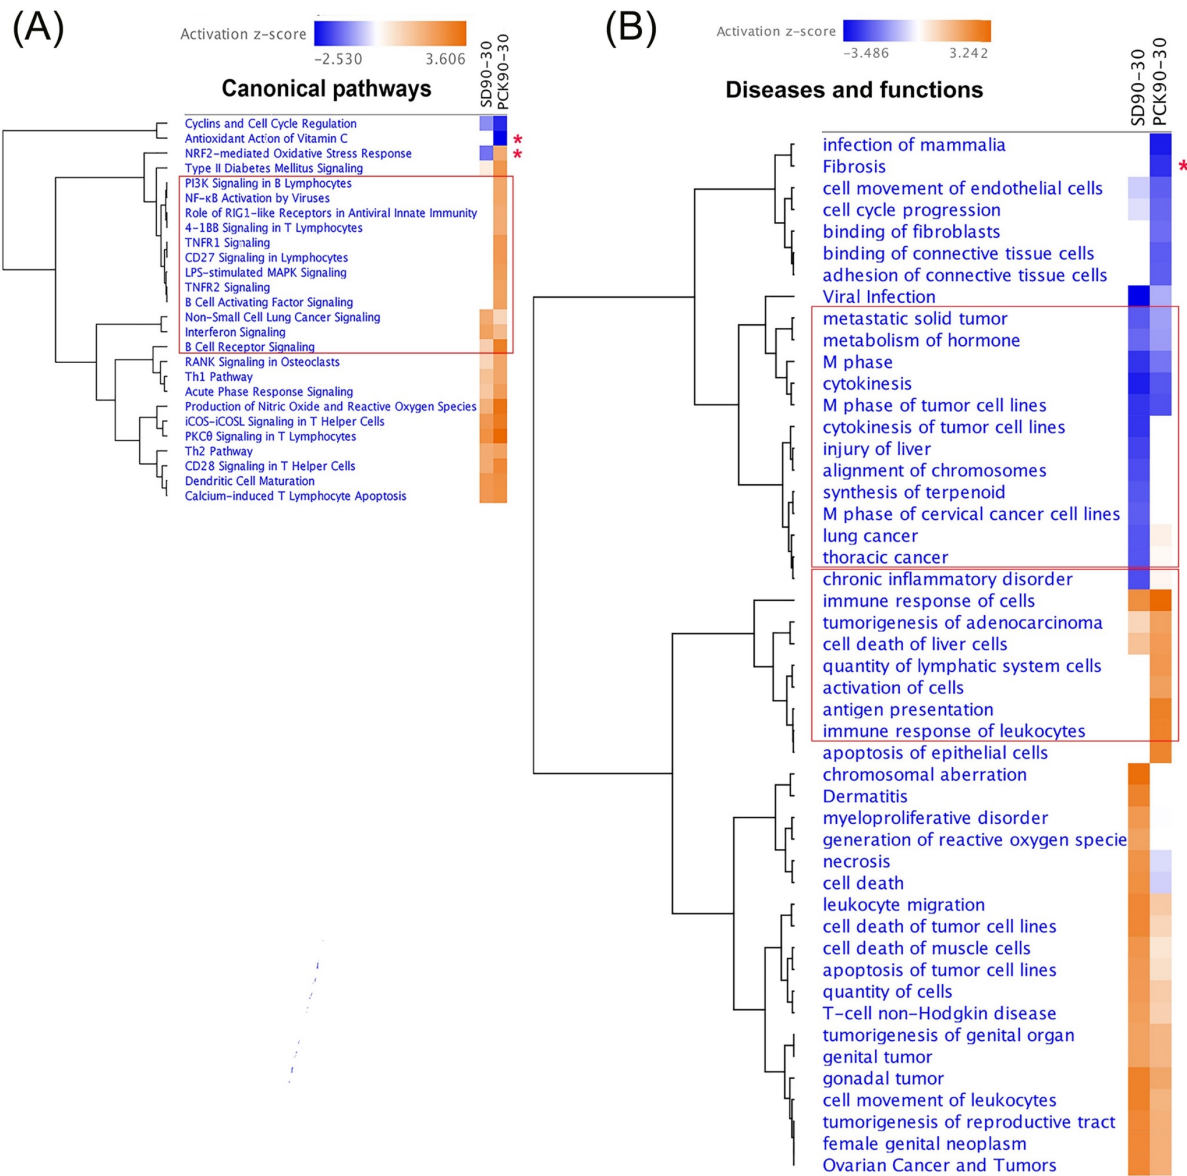 (A)
Activation z-score
-2.530
3.606
Canonical pathways
SD90-30
PCK90-30
Cyclins and Cell Cycle Regulation
Antioxidant Action of Vitamin C
*
NRF2-mediated Oxidative Stress Response
*
Type II Diabetes Mellitus Signaling
PI3K Signaling in B Lymphocytes
NF-κB Activation by Viruses
Role of RIG1-like Receptors in Antiviral Innate Immunity
4-1BB Signaling in T Lymphocytes
TNFR1 Signaling
CD27 Signaling in Lymphocytes
LPS-stimulated MAPK Signaling
TNFR2 Signaling
B Cell Activating Factor Signaling
Non-Small Cell Lung Cancer Signaling
Interferon Signaling
B Cell Receptor Signaling
RANK Signaling in Osteoclasts
Th1 Pathway
Acute Phase Response Signaling
Production of Nitric Oxide and Reactive Oxygen Species
iCOS-iCOSL Signaling in T Helper Cells
PKCθ Signaling in T Lymphocytes
Th2 Pathway
CD28 Signaling in T Helper Cells
Dendritic Cell Maturation
Calcium-induced T Lymphocyte Apoptosis
(B)
Activation z-score
-3.486
3.242
Diseases and functions
SD90-30
PCK90-30
infection of mammalia
Fibrosis
*
cell movement of endothelial cells
cell cycle progression
binding of fibroblasts
binding of connective tissue cells
adhesion of connective tissue cells
Viral Infection
metastatic solid tumor
metabolism of hormone
M phase
cytokinesis
M phase of tumor cell lines
cytokinesis of tumor cell lines
injury of liver
alignment of chromosomes
synthesis of terpenoid
M phase of cervical cancer cell lines
lung cancer
thoracic cancer
chronic inflammatory disorder
immune response of cells
tumorigenesis of adenocarcinoma
cell death of liver cells
quantity of lymphatic system cells
activation of cells
antigen presentation
immune response of leukocytes
apoptosis of epithelial cells
chromosomal aberration
Dermatitis
myeloproliferative disorder
generation of reactive oxygen specie
necrosis
cell death
leukocyte migration
cell death of tumor cell lines
cell death of muscle cells
apoptosis of tumor cell lines
quantity of cells
T-cell non-Hodgkin disease
tumorigenesis of genital organ
genital tumor
gonadal tumor
cell movement of leukocytes
tumorigenesis of reproductive tract
female genital neoplasm
Ovarian Cancer and Tumors